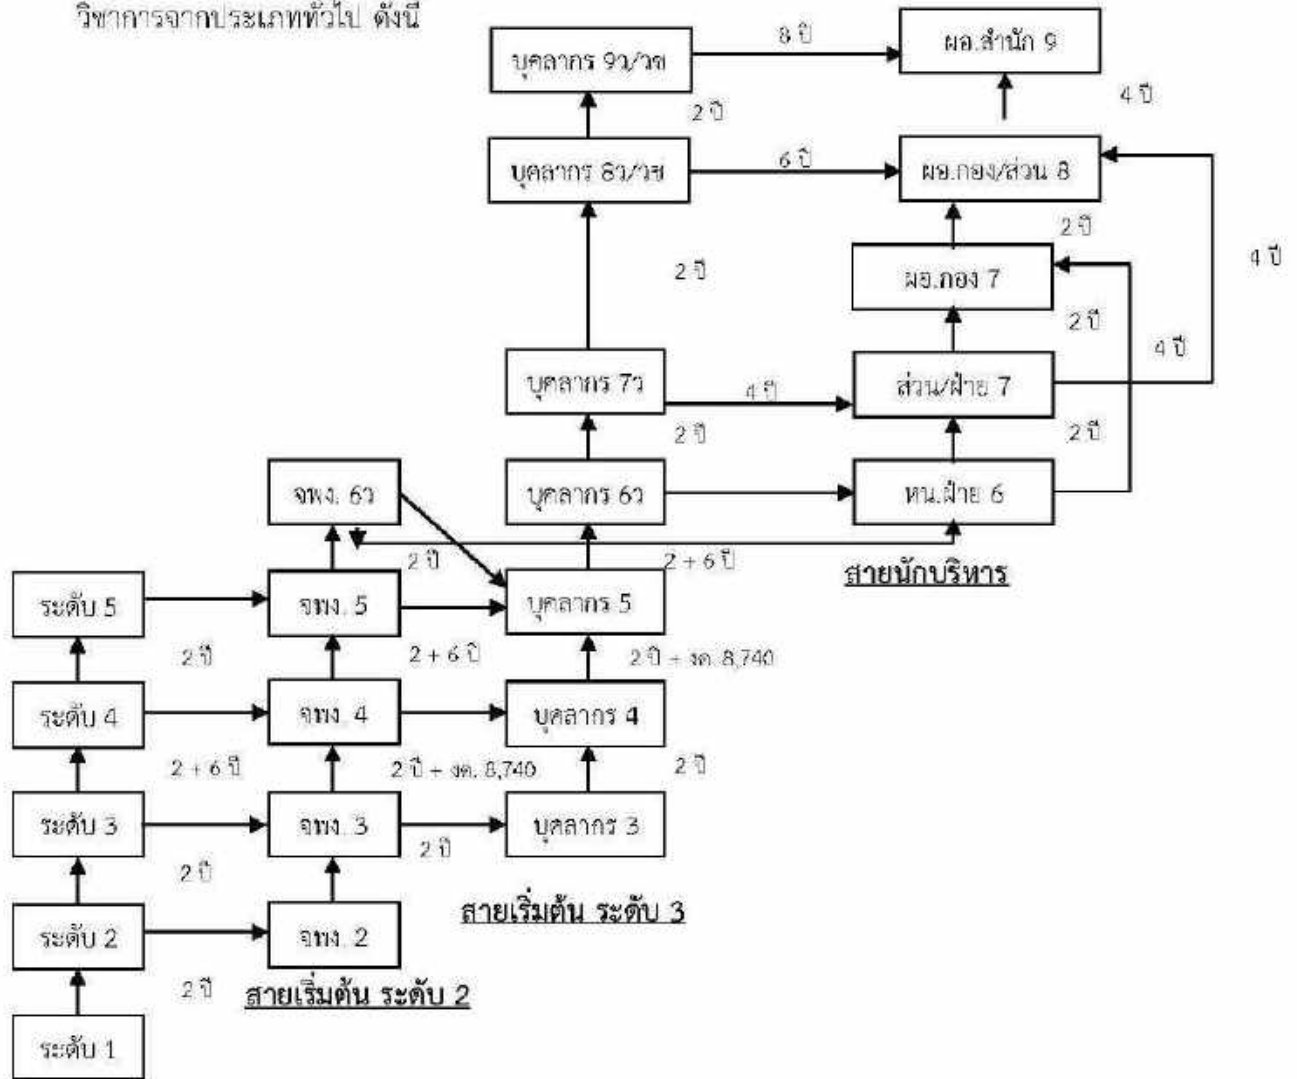 วิชาการจากประเภททั่วไป ดังนี้
บุคลากร 9ว/วช
8 ปี
ผอ.สำนัก 9
2 ปี
4 ปี
บุคลากร 8ว/วช
6 ปี
ผอ.กอง/ส่วน 8
2 ปี
2 ปี
4 ปี
ผอ.กอง 7
2 ปี
4 ปี
บุคลากร 7ว
4 ปี
ส่วน/ฝ่าย 7
2 ปี
2 ปี
จพง. 6ว
บุคลากร 6ว
หน.ฝ่าย 6
2 ปี
2 + 6 ปี
สายนักบริหาร
ระดับ 5
จพง. 5
บุคลากร 5
2 ปี
2 + 6 ปี
2 ปี + งด. 8,740
ระดับ 4
จพง. 4
บุคลากร 4
2 + 6 ปี
2 ปี + งด. 8,740
2 ปี
ระดับ 3
จพง. 3
บุคลากร 3
2 ปี
2 ปี
สายเริ่มต้น ระดับ 3
ระดับ 2
จพง. 2
2 ปี
สายเริ่มต้น ระดับ 2
ระดับ 1